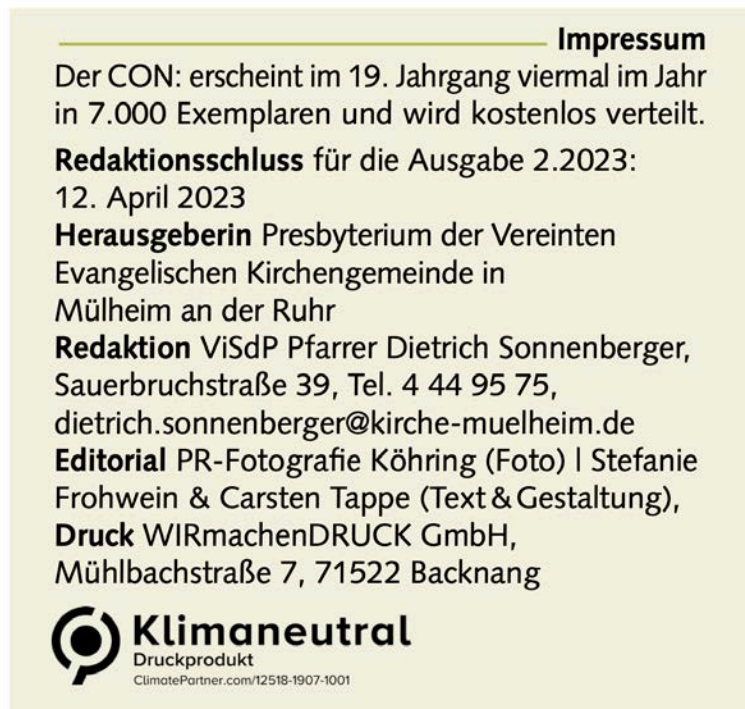 Impressum
Der CON: erscheint im 19. Jahrgang viermal im Jahr
in 7.000 Exemplaren und wird kostenlos verteilt.
Redaktionsschluss für die Ausgabe 2.2023:
12. April 2023
Herausgeberin Presbyterium der Vereinten
Evangelischen Kirchengemeinde in
Mülheim an der Ruhr
Redaktion ViSdP Pfarrer Dietrich Sonnenberger,
Sauerbruchstraße 39, Tel. 4 44 95 75,
dietrich.sonnenberger@kirche-muelheim.de
Editorial PR-Fotografie Köhring (Foto) | Stefanie
Frohwein & Carsten Tappe (Text & Gestaltung),
Druck WIRmachenDRUCK GmbH,
Mühlbachstraße 7, 71522 Backnang
Klimaneutral
Druckprodukt
ClimatePartner.com/12518-1907-1001